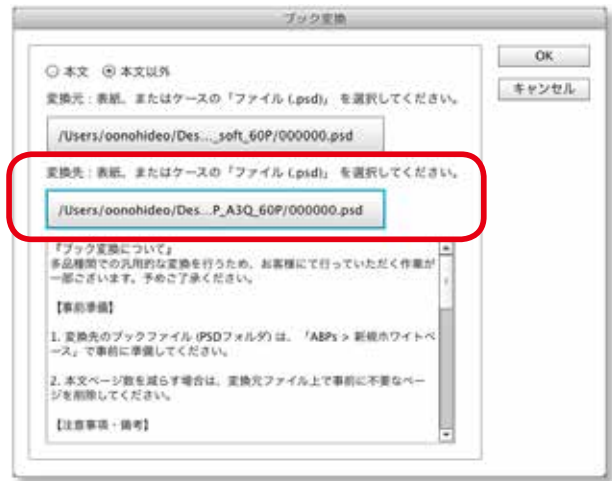 ブック変換
OK
キャンセル
本文 本文以外
変換元：表紙、またはケースの「ファイル (.psd)」 を選択してください。
/Users/oonohideo/Des..._soft_60P/000000.psd
変換先：表紙、またはケースの「ファイル (.psd)」 を選択してください。
/Users/oonohideo/Des...P_A3Q_60P/000000.psd
『ブック変換について』
多品種間での汎用的な変換を行うため、お客様にて行っていただく作業が
一部ございます。予めご了承ください。
【事前準備】
1. 変換先のブックファイル (PSDフォルダ) は、「ABPs > 新規ホワイトベ
ース」で事前に準備してください。
2. 本文ページ数を減らす場合は、変換元ファイル上で事前に不要なペー
ジを削除してください。
【注意事項・備考】